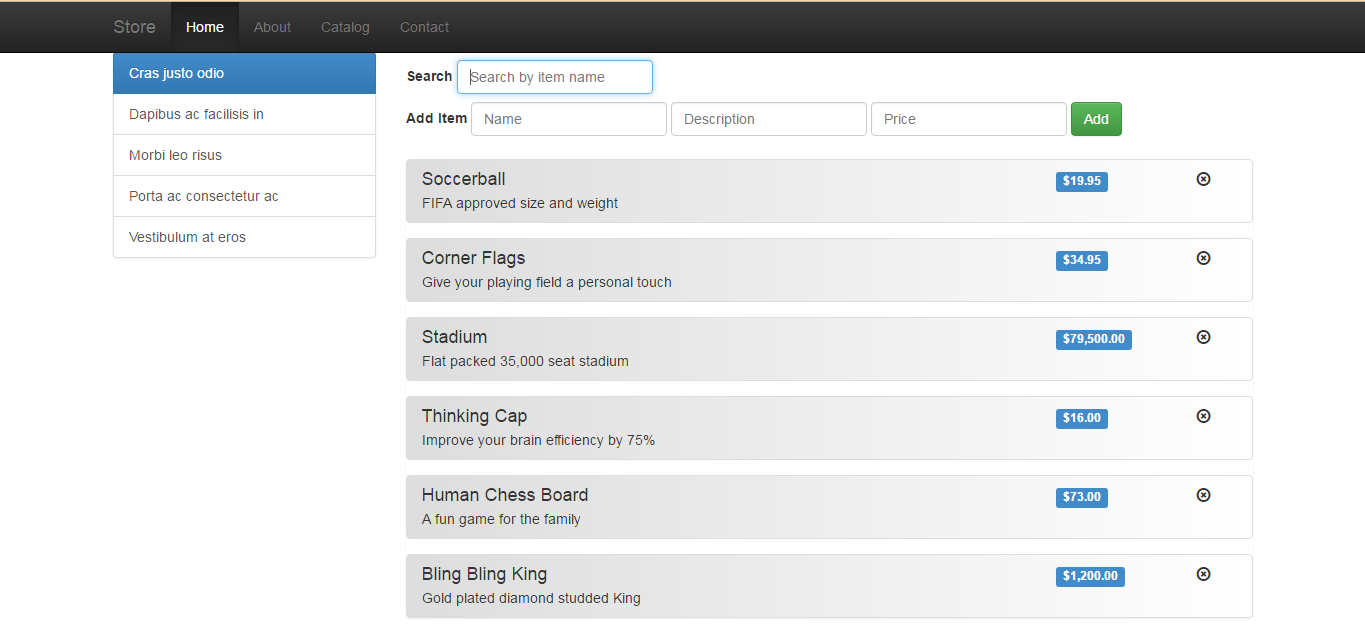 Store Home About Catalog Contact
Cras justo odio
Dapibus ac facilisis in
Morbi leo risus
Porta ac consectetur ac
Vestibulum at eros
Search Search by item name
Add Item Name Description Price Add
Soccerball $19.95
FIFA approved size and weight
Corner Flags $34.95
Give your playing field a personal touch
Stadium $79,500.00
Flat packed 35,000 seat stadium
Thinking Cap $16.00
Improve your brain efficiency by 75%
Human Chess Board $73.00
A fun game for the family
Bling Bling King $1,200.00
Gold plated diamond studded King